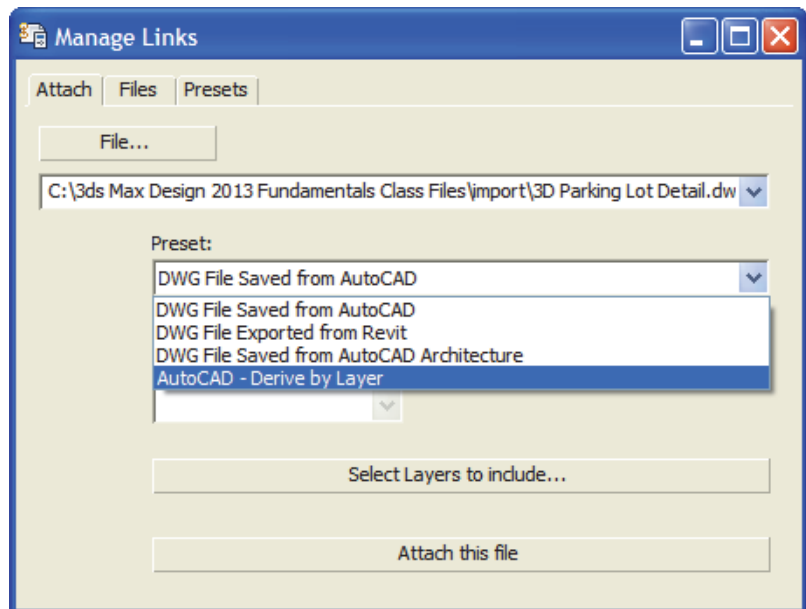 Manage Links
Attach Files Presets
File...
C:\3ds Max Design 2013 Fundamentals Class Files\import\3D Parking Lot Detail.dw
Preset:
DWG File Saved from AutoCAD
DWG File Saved from AutoCAD
DWG File Exported from Revit
DWG File Saved from AutoCAD Architecture
AutoCAD - Derive by Layer
Select Layers to include...
Attach this file